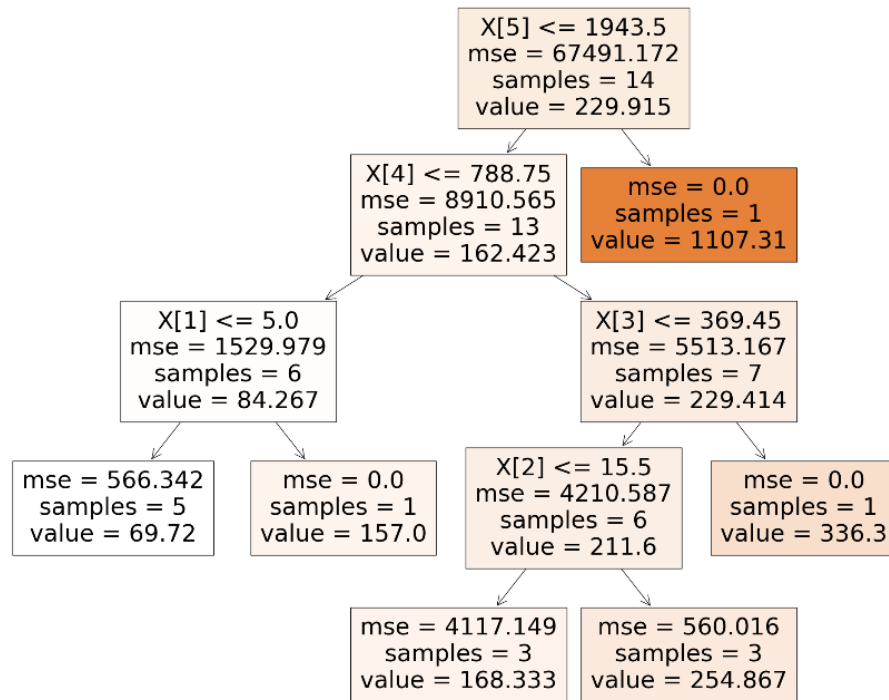 X[5] <= 1943.5
mse = 67491.172
samples = 14
value = 229.915
X[4] <= 788.75
mse = 8910.565
samples = 13
value = 162.423
mse = 0.0
samples = 1
value = 1107.31
X[1] <= 5.0
mse = 1529.979
samples = 6
value = 84.267
X[3] <= 369.45
mse = 5513.167
samples = 7
value = 229.414
mse = 566.342
samples = 5
value = 69.72
mse = 0.0
samples = 1
value = 157.0
X[2] <= 15.5
mse = 4210.587
samples = 6
value = 211.6
mse = 0.0
samples = 1
value = 336.3
mse = 4117.149
samples = 3
value = 168.333
mse = 560.016
samples = 3
value = 254.867